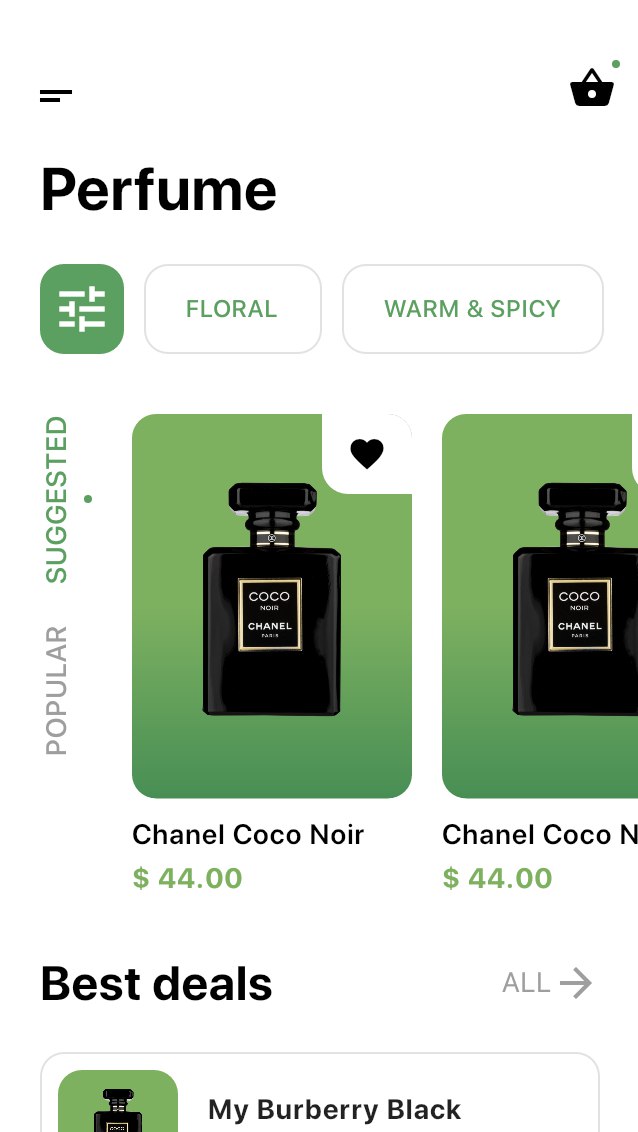 Perfume
FLORAL
WARM & SPICY
SUGGESTED
POPULAR
COCO
NOIR
CHANEL
PARIS
COCO
NOIR
CHANEL
PARIS
Chanel Coco Noir
$ 44.00
Chanel Coco N
$ 44.00
Best deals
ALL
My Burberry Black
COCO